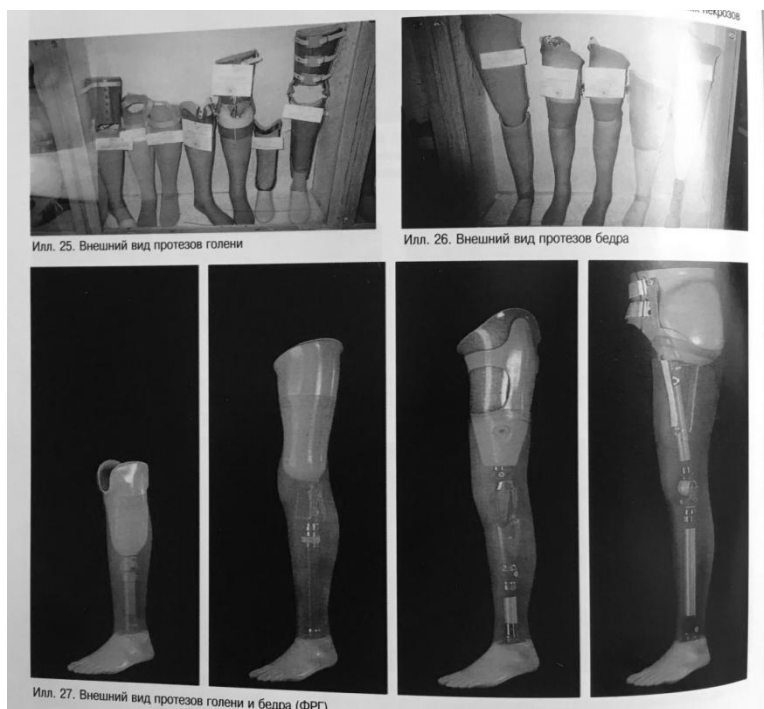 некрозов
Илл. 25. Внешний вид протезов голени
Илл. 26. Внешний вид протезов бедра
Илл. 27. Внешний вид протезов голени и бедра (ФРГ)